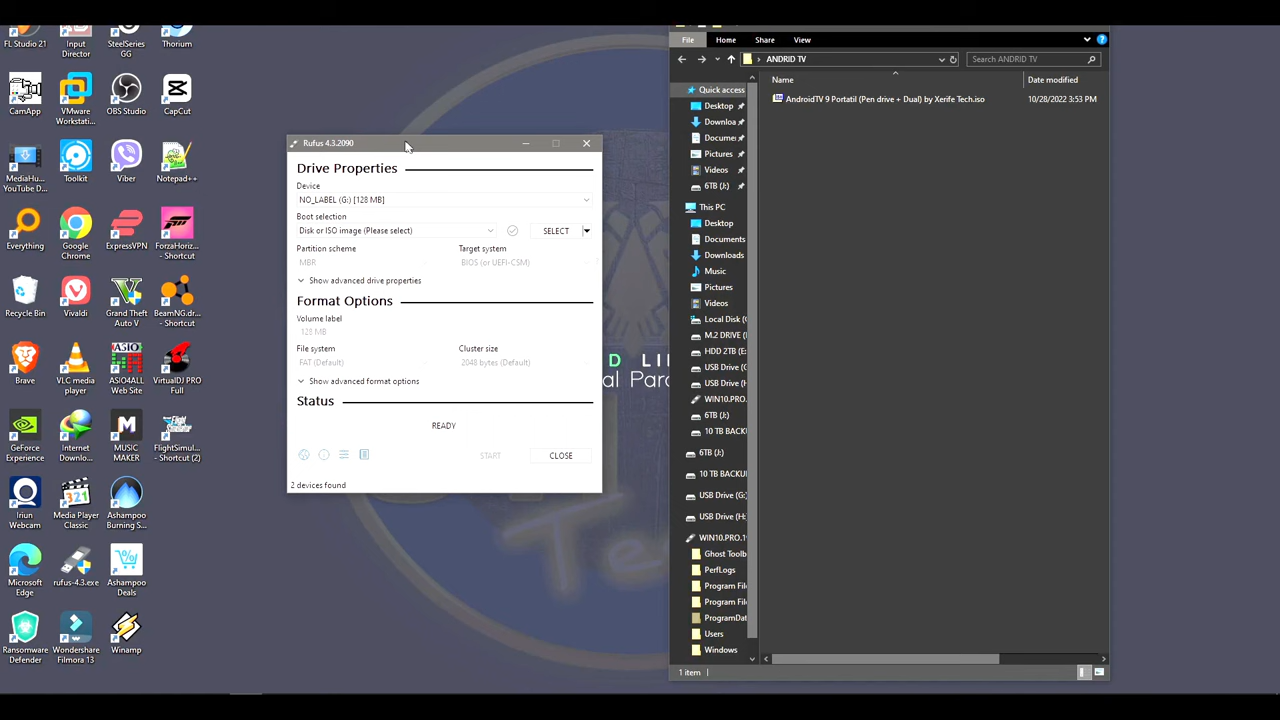 FL Studio 21
Input
Director
SteelSeries
GG
Thorium
CamApp
VMware
Workstati...
OBS Studio
CapCut
MediaHu...
YouTube D...
Toolkit
Viber
Notepad++
Everything
Google
Chrome
ExpressVPN
ForzaHoriz...
- Shortcut
Recycle Bin
Vivaldi
Grand Theft
Auto V
BeamNG.dr...
- Shortcut
Brave
VLC media
player
ASIO4ALL
Web Site
VirtualDJ PRO
Full
GeForce
Experience
Internet
Downlo...
MUSIC
MAKER
FlightSimul...
- Shortcut (2)
Iriun
Webcam
Media Player
Classic
Ashampoo
Burning S...
Microsoft
Edge
rufus-4.3.exe
Ashampoo
Deals
Ransomware
Defender
Wondershare
Filmora 13
Winamp
Rufus 4.3.2090
Drive Properties
Device
NO_LABEL (G:) [128 MB]
Boot selection
Disk or ISO image (Please select)
SELECT
Partition scheme
Target system
MBR
BIOS (or UEFI-CSM)
?
Show advanced drive properties
Format Options
Volume label
128 MB
File system
Cluster size
FAT (Default)
2048 bytes (Default)
Show advanced format options
Status
READY
START
CLOSE
2 devices found
D LI
al Para
Te
File
Home
Share
View
ANDRID TV
Search ANDRID TV
Name
Date modified
AndroidTV 9 Portatil (Pen drive + Dual) by Xerife Tech.iso
10/28/2022 3:53 PM
Quick access
Desktop
Downloa
Docume
Pictures
Videos
6TB (J:)
This PC
Desktop
Documents
Downloads
Music
Pictures
Videos
Local Disk (
M.2 DRIVE (
HDD 2TB (E:
USB Drive (
USB Drive (H
WIN10.PRO.
6TB (J:)
10 TB BACK
6TB (J:)
10 TB BACKU
USB Drive (G:
USB Drive (H:
WIN10.PRO.1
Ghost Toolb
PerfLogs
Program Fil
Program Fil
ProgramDat
Users
Windows
1 item